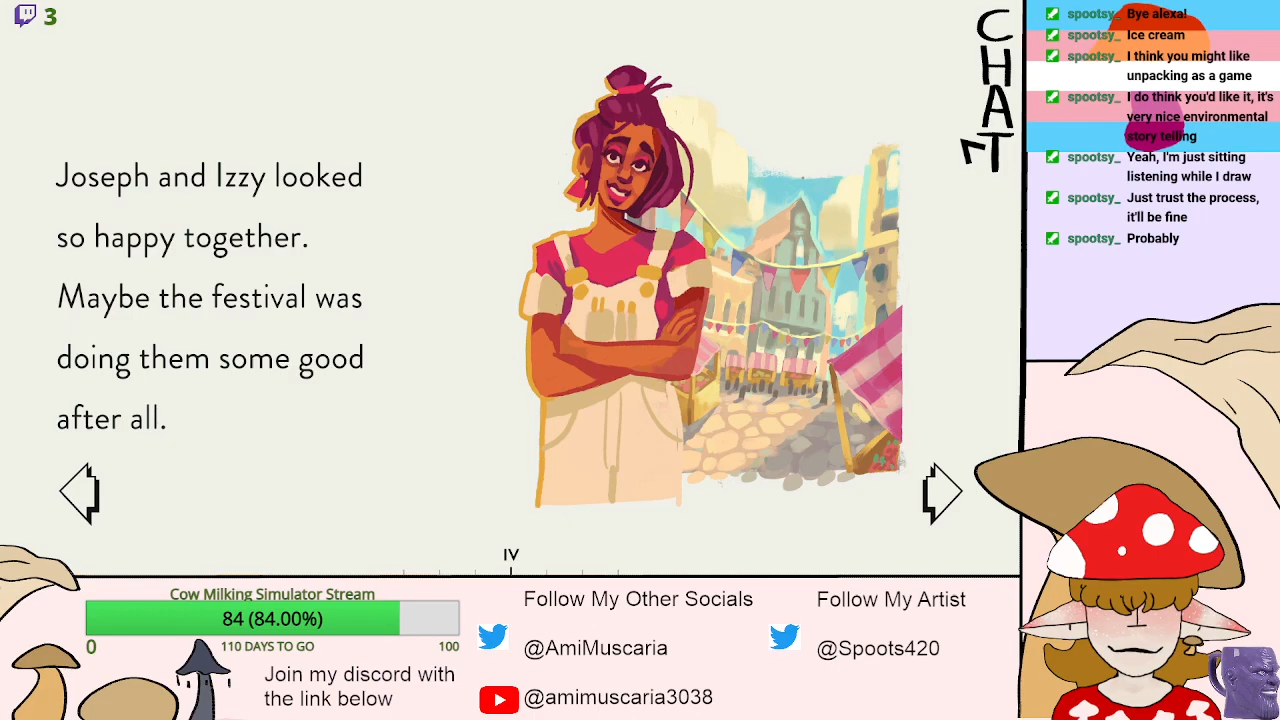 3
Joseph and Izzy looked
so happy together.
Maybe the festival was
doing them some good
after all.
IV
CHAT
spootsy_ Bye alexa!
spootsy_ Ice cream
spootsy_ I think you might like
unpacking as a game
spootsy_ I do think you'd like it, it's
very nice environmental
story telling
spootsy_ Yeah, I'm just sitting
listening while I draw
spootsy_ Just trust the process,
it'll be fine
spootsy_ Probably
Cow Milking Simulator Stream
84 (84.00%)
0 110 DAYS TO GO 100
Join my discord with
the link below
Follow My Other Socials
@AmiMuscaria
@amimuscaria3038
Follow My Artist
@Spoots420